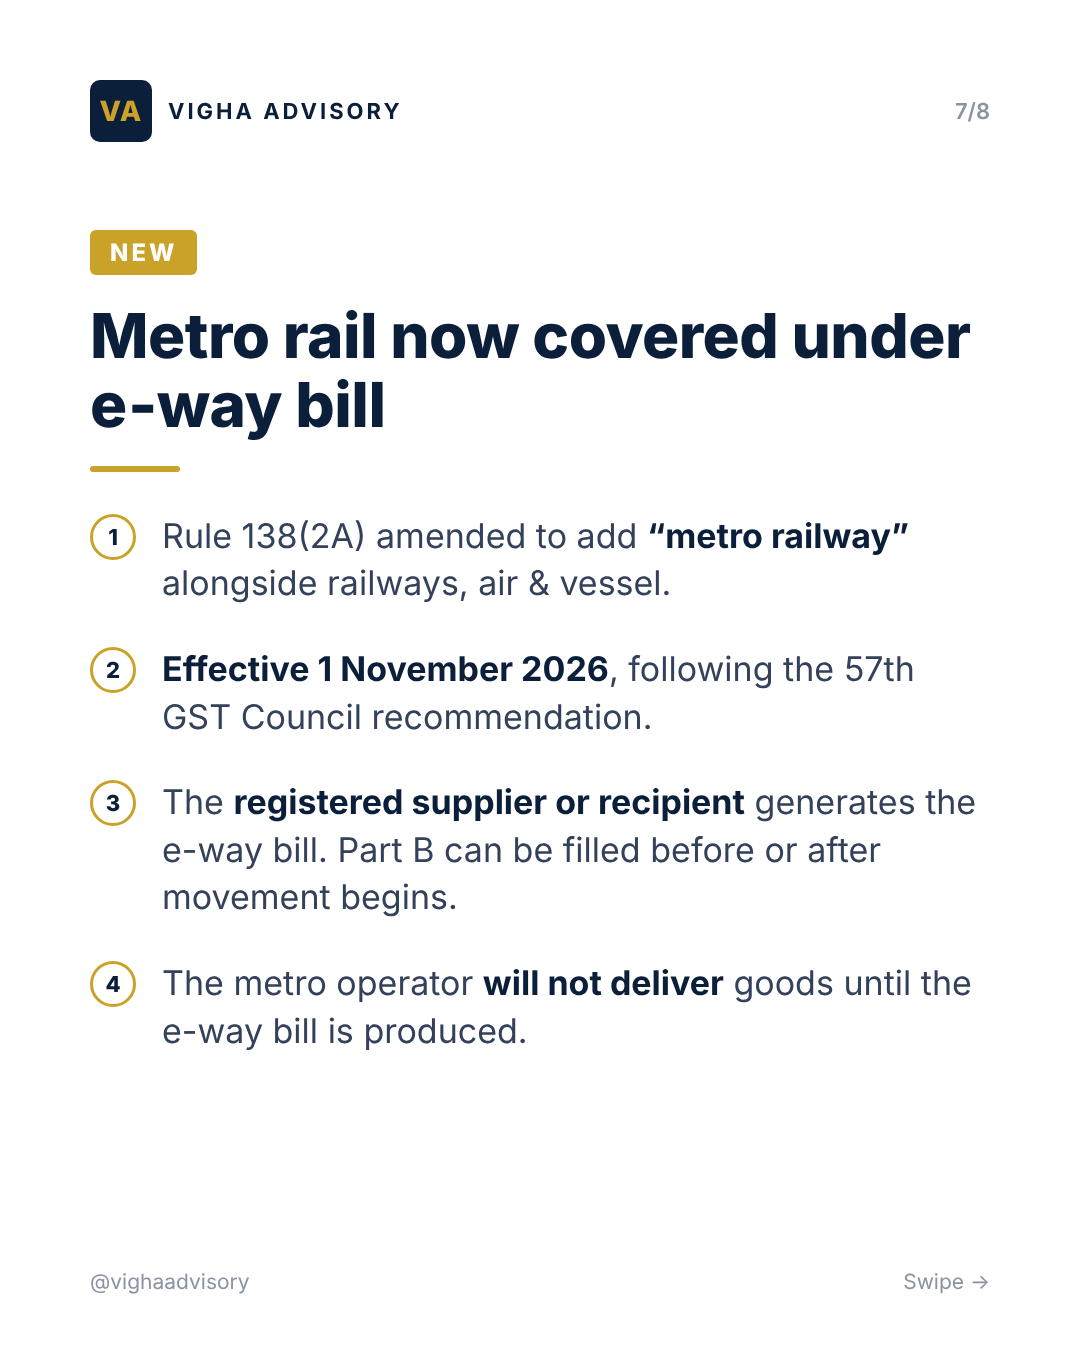 VA
VIGHA ADVISORY
7/8
NEW
Metro rail now covered under
e-way bill
1
Rule 138(2A) amended to add “metro railway”
alongside railways, air & vessel.
2
Effective 1 November 2026, following the 57th
GST Council recommendation.
3
The registered supplier or recipient generates the
e-way bill. Part B can be filled before or after
movement begins.
4
The metro operator will not deliver goods until the
e-way bill is produced.
@vighaadvisory
Swipe →